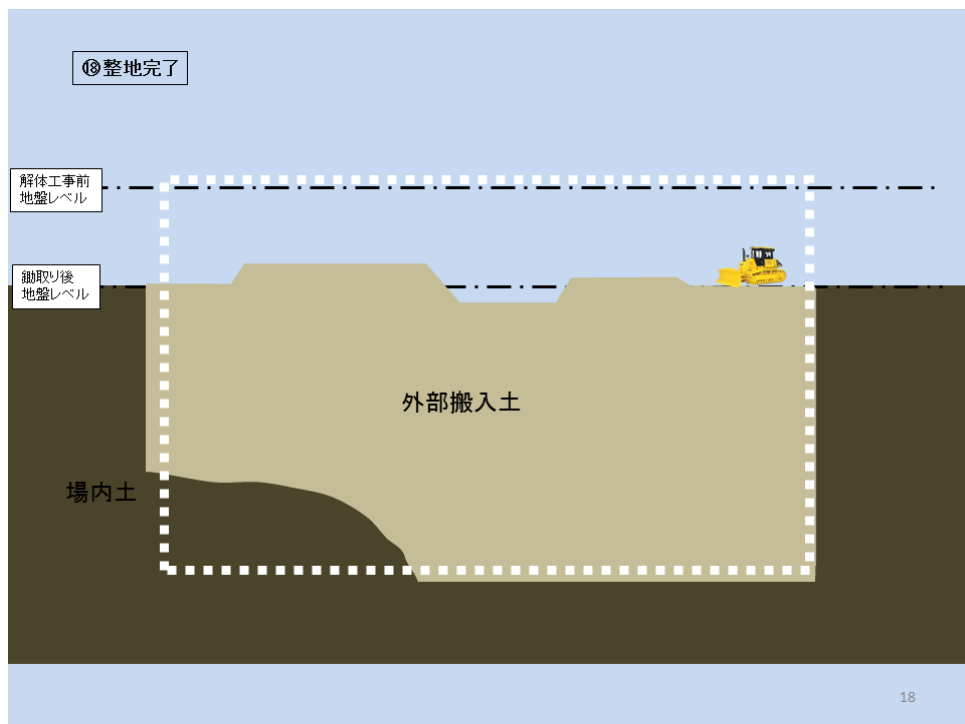 ⑱整地完了
解体工事前
地盤レベル
鋤取り後
地盤レベル
外部搬入土
場内土
18